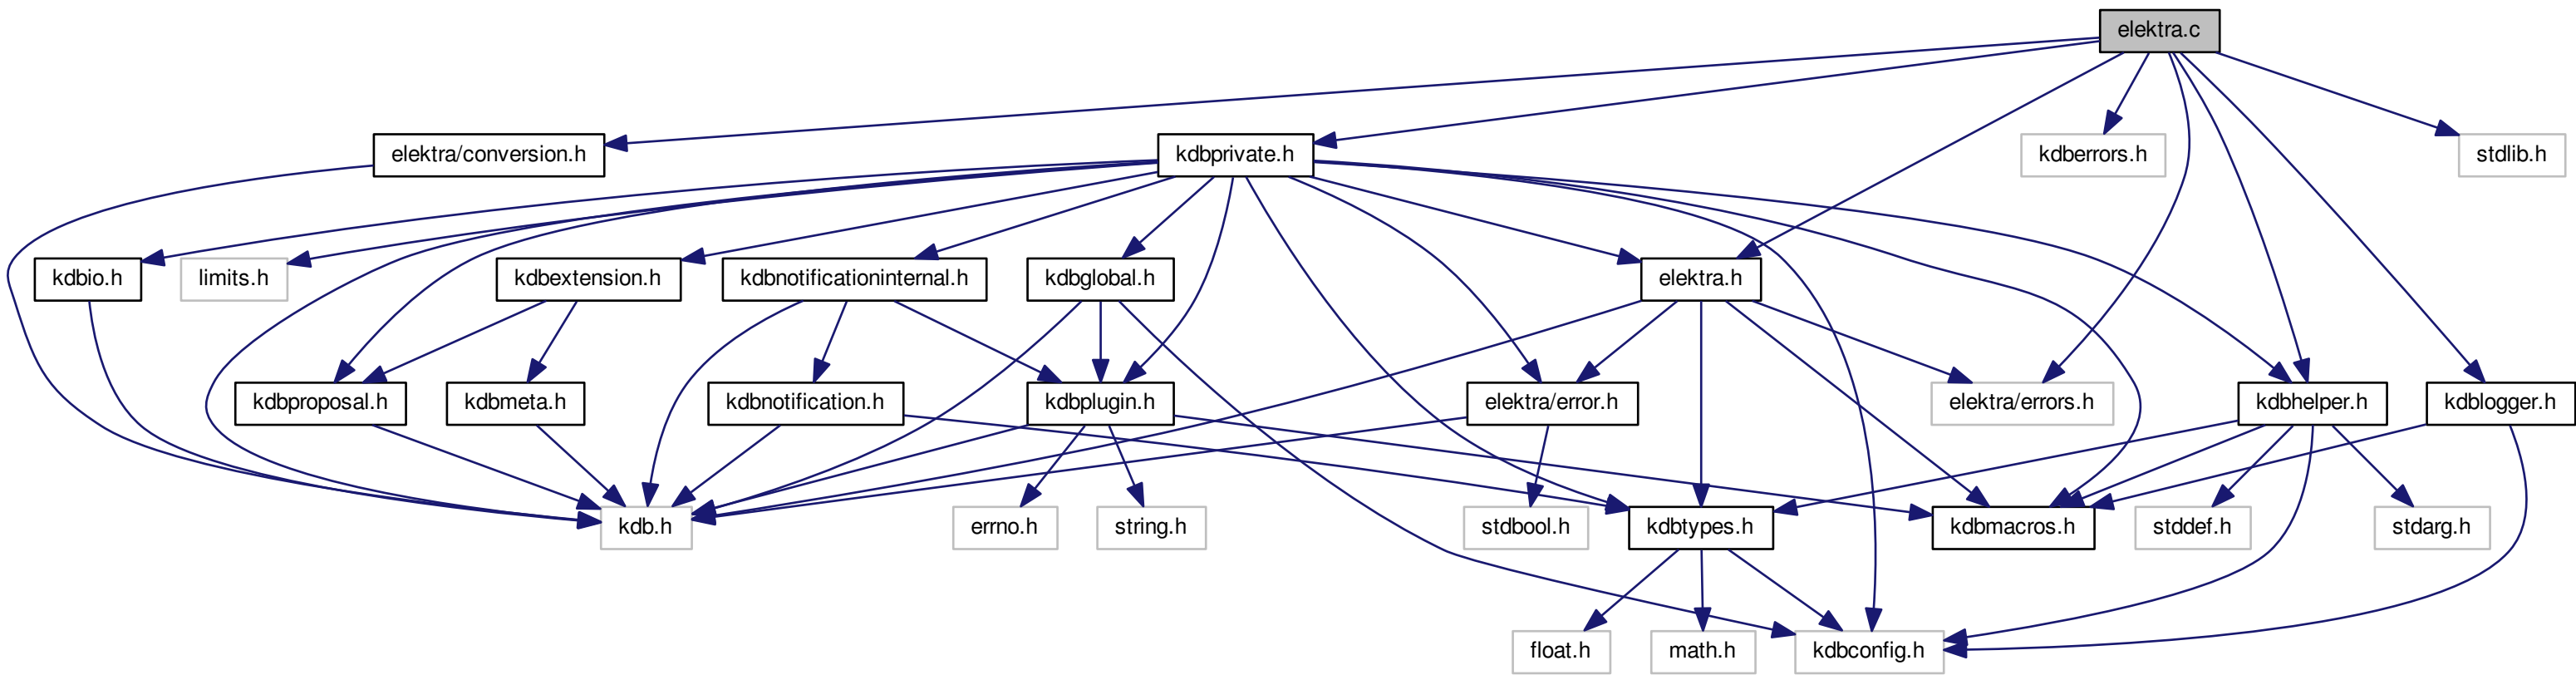 elektra.c
elektra/conversion.h
kdbprivate.h
kdberrors.h
stdlib.h
kdbio.h
limits.h
kdbextension.h
kdbnotificationinternal.h
kdbglobal.h
elektra.h
kdbproposal.h
kdbmeta.h
kdbnotification.h
kdbplugin.h
elektra/error.h
elektra/errors.h
kdbhelper.h
kdblogger.h
kdb.h
errno.h
string.h
stdbool.h
kdbtypes.h
kdbmacros.h
stddef.h
stdarg.h
float.h
math.h
kdbconfig.h